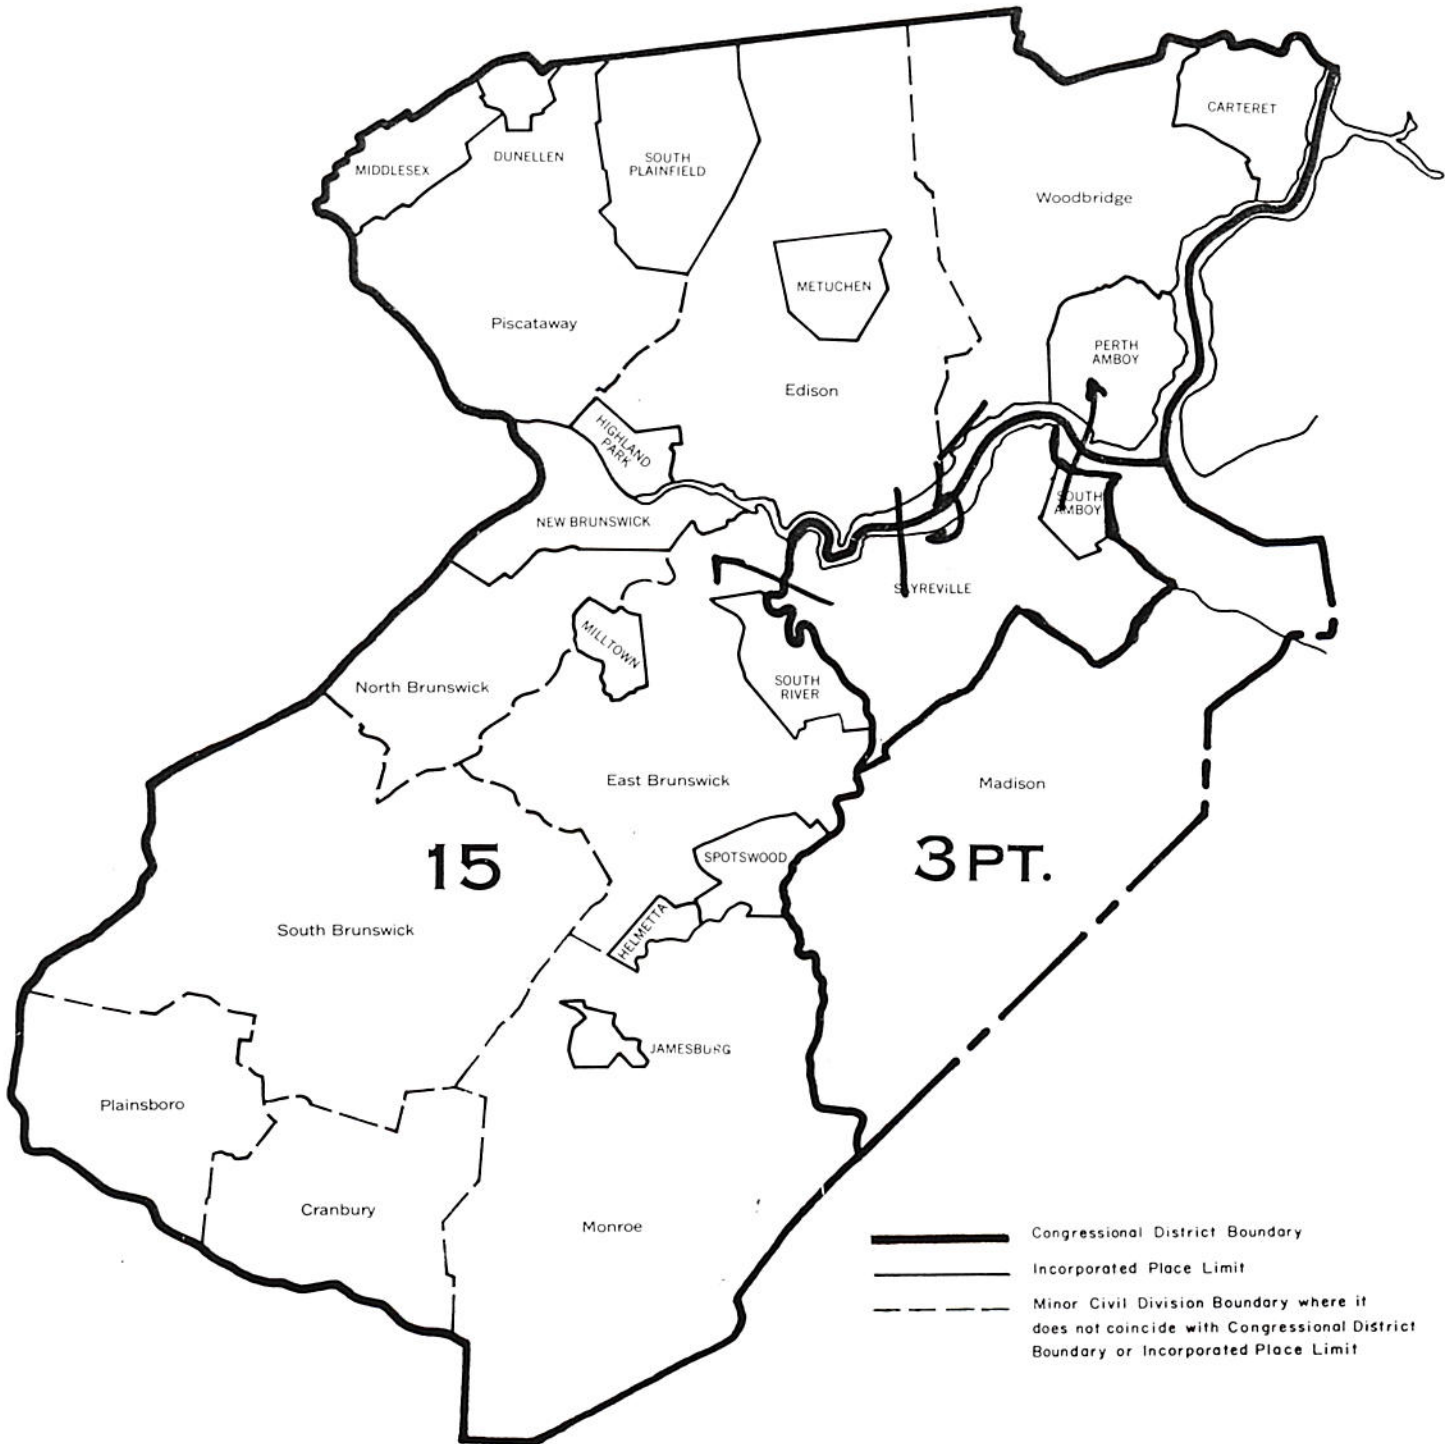 CARTERET
DUNELLEN
SOUTH
PLAINFIELD
MIDDLESEX
Woodbridge
METUCHEN
Piscataway
PERTH
AMBOY
Edison
HIGHLAND
PARK
SOUTH
AMBOY
NEW BRUNSWICK
SAYREVILLE
MILLTOWN
SOUTH
RIVER
North Brunswick
East Brunswick
Madison
15
SPOTSWOOD
3 PT.
South Brunswick
HELMETTA
JAMESBURG
Plainsboro
Cranbury
Monroe
Congressional District Boundary
Incorporated Place Limit
Minor Civil Division Boundary where it
does not coincide with Congressional District
Boundary or Incorporated Place Limit